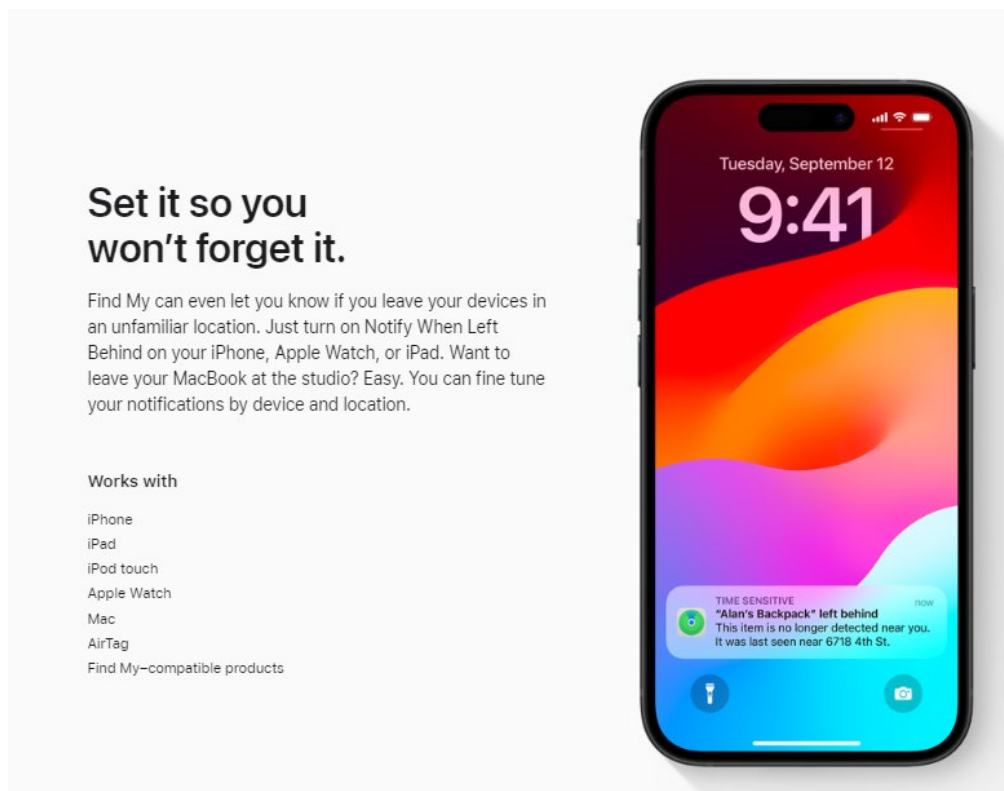 Set it so you
won’t forget it.
Find My can even let you know if you leave your devices in
an unfamiliar location. Just turn on Notify When Left
Behind on your iPhone, Apple Watch, or iPad. Want to
leave your MacBook at the studio? Easy. You can fine tune
your notifications by device and location.
Works with
iPhone
iPad
iPod touch
Apple Watch
Mac
AirTag
Find My–compatible products
Tuesday, September 12
9:41
TIME SENSITIVE
now
“Alan’s Backpack” left behind
This item is no longer detected near you.
It was last seen near 6718 4th St.